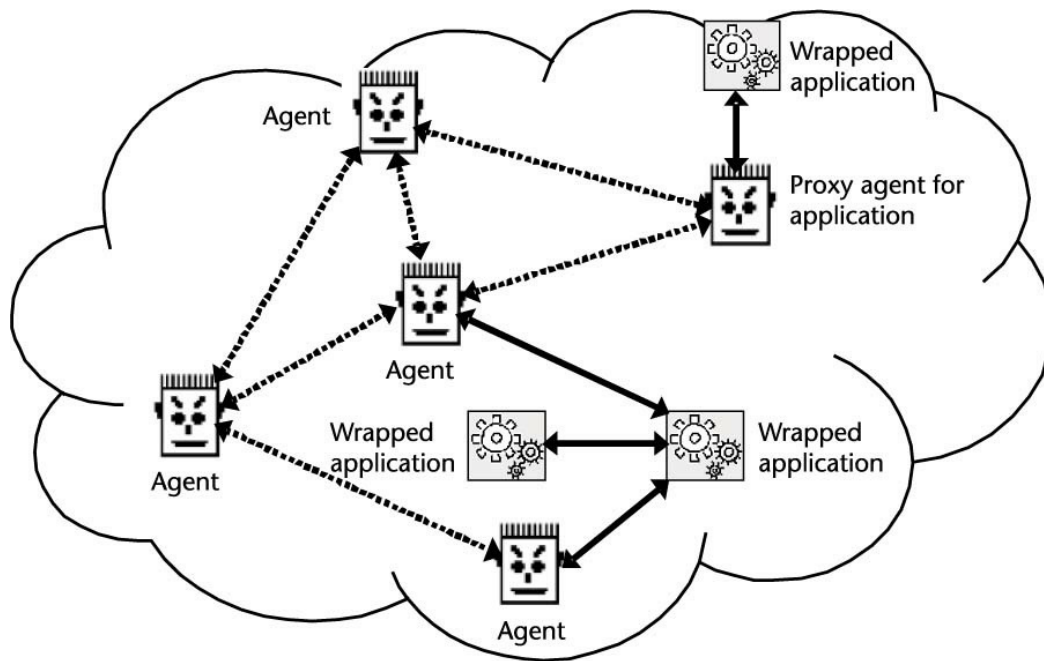 Wrapped
application
Agent
Proxy agent for
application
Agent
Wrapped
application
Wrapped
application
Agent
Agent